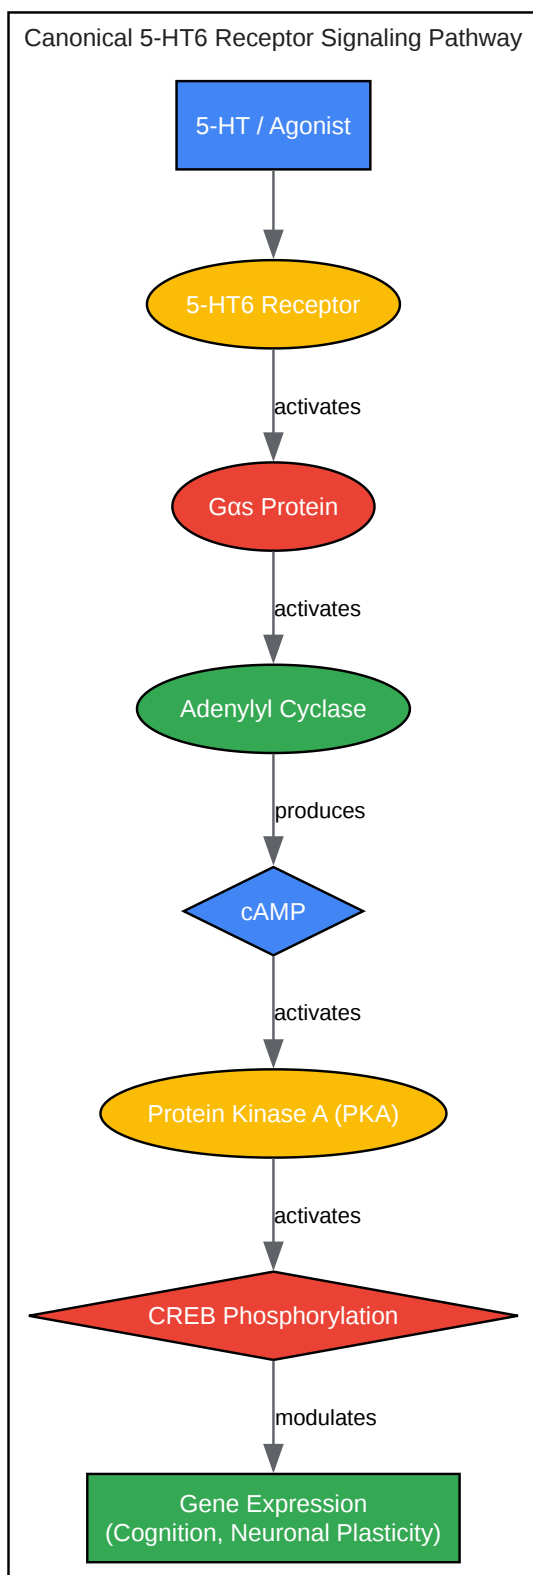 Canonical 5-HT6 Receptor Signaling Pathway
5-HT / Agonist
5-HT6 Receptor
activates
Gαs Protein
activates
Adenylyl Cyclase
produces
cAMP
activates
Protein Kinase A (PKA)
activates
CREB Phosphorylation
modulates
Gene Expression
(Cognition, Neuronal Plasticity)